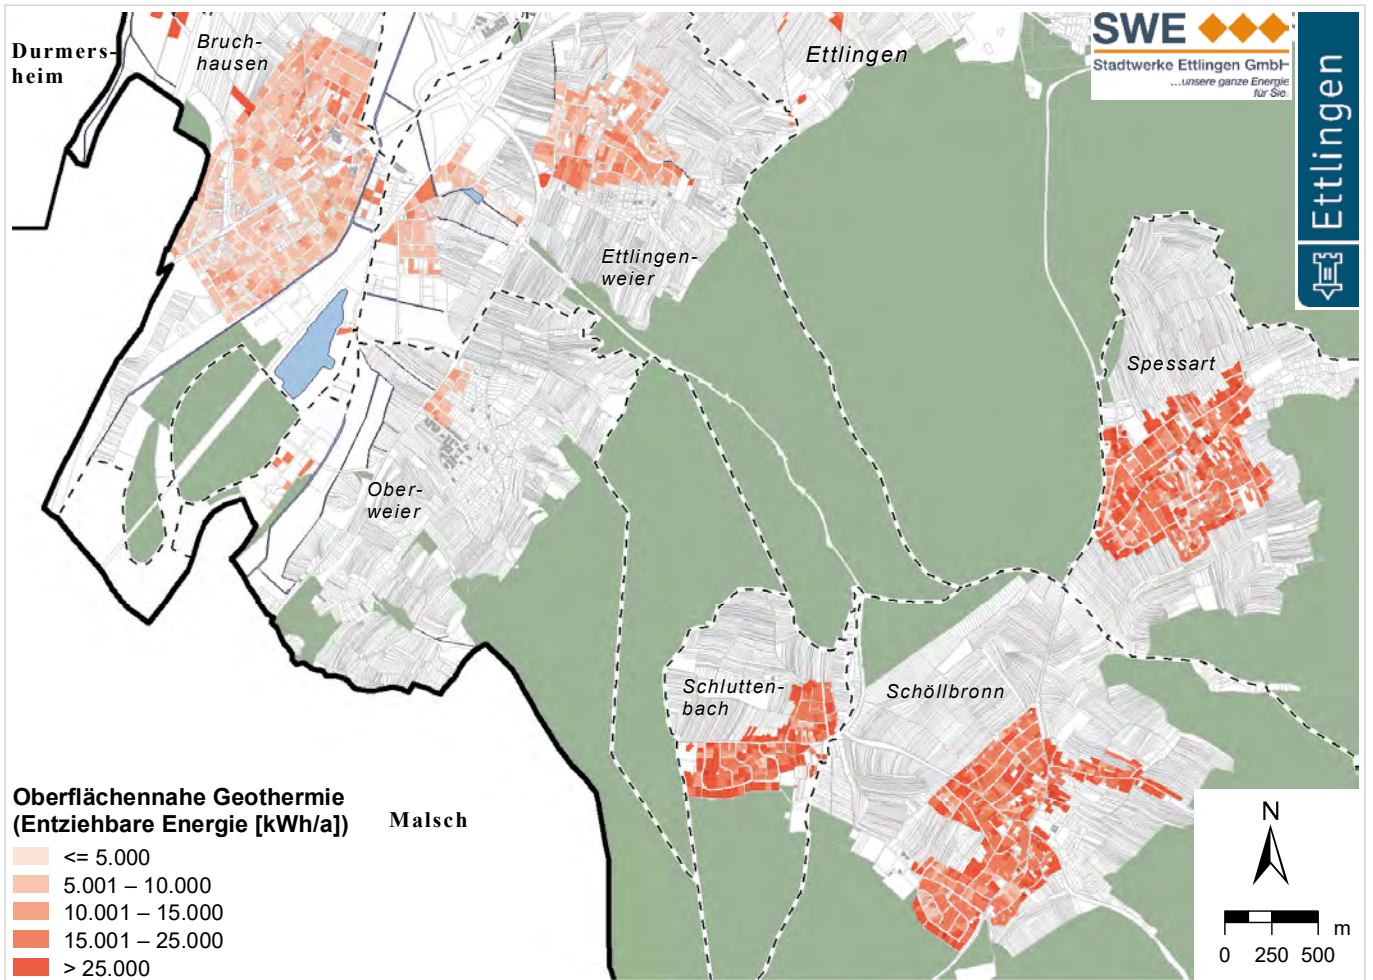 Durmers-
heim
Bruch-
hausen
Ettlingen
SWE
Stadtwerke Ettlingen GmbH
...unsere ganze Energie
für Sie.
Ettlingen
Ettlingen-
weier
Spessart
Ober-
weier
Schlutten-
bach
Schöllbronn
Malsch
Oberflächennahe Geothermie
(Entziehbare Energie [kWh/a])
<= 5.000
5.001 – 10.000
10.001 – 15.000
15.001 – 25.000
> 25.000
N
m
0 250 500